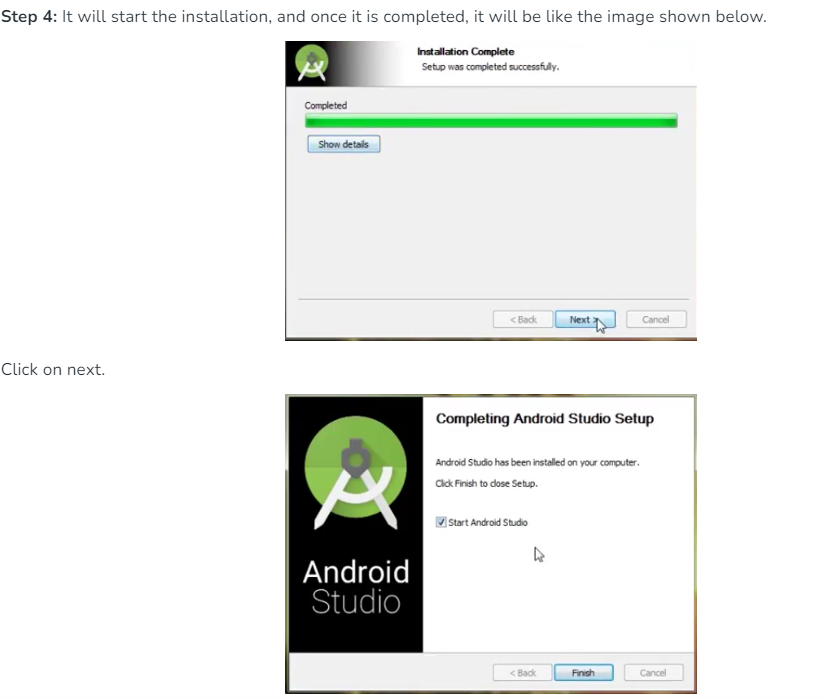 Step 4: It will start the installation, and once it is completed, it will be like the image shown below.
Installation Complete
Setup was completed successfully.
Completed
Show details
< Back
Next >
Cancel
Click on next.
Completing Android Studio Setup
Android Studio has been installed on your computer.
Click Finish to close Setup.
Start Android Studio
Android
Studio
< Back
Finish
Cancel